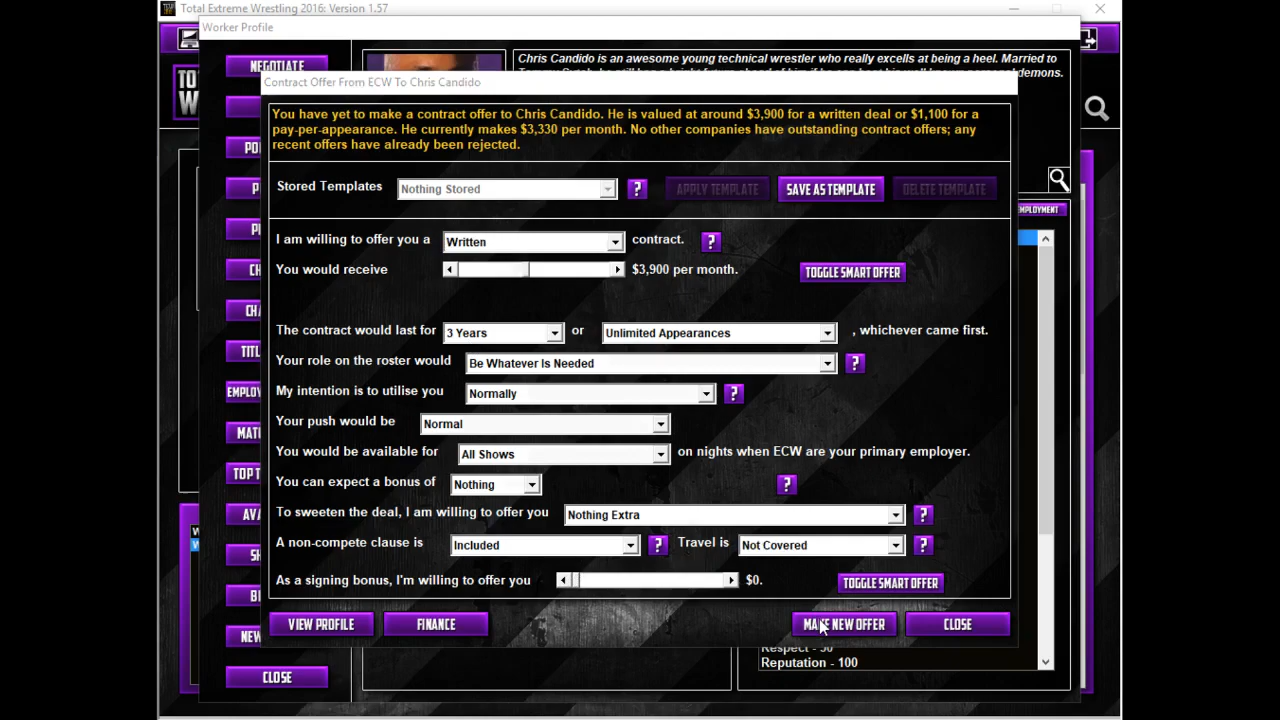 Total Extreme Wrestling 2016: Version 1.57
Worker Profile
NEGOTIATE
Chris Candido is an awesome young technical wrestler who really excels at being a heel. Married to
Contract Offer From ECW To Chris Candido
demons.
You have yet to make a contract offer to Chris Candido. He is valued at around $3,900 for a written deal or $1,100 for a
pay-per-appearance. He currently makes $3,330 per month. No other companies have outstanding contract offers; any
recent offers have already been rejected.
Stored Templates Nothing Stored ? APPLY TEMPLATE SAVE AS TEMPLATE DELETE TEMPLATE
I am willing to offer you a Written contract. ?
You would receive $3,900 per month. TOGGLE SMART OFFER
The contract would last for 3 Years or Unlimited Appearances , whichever came first.
Your role on the roster would Be Whatever Is Needed ?
My intention is to utilise you Normally ?
Your push would be Normal
You would be available for All Shows on nights when ECW are your primary employer.
You can expect a bonus of Nothing ?
To sweeten the deal, I am willing to offer you Nothing Extra ?
A non-compete clause is Included ? Travel is Not Covered ?
As a signing bonus, I'm willing to offer you $0. TOGGLE SMART OFFER
VIEW PROFILE FINANCE MAKE NEW OFFER CLOSE
Reputation - 100
CLOSE